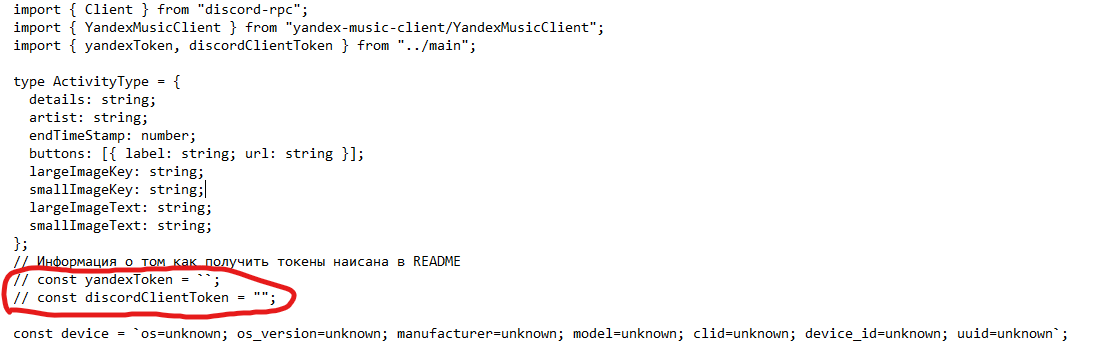 import { Client } from "discord-rpc";
import { YandexMusicClient } from "yandex-music-client/YandexMusicClient";
import { yandexToken, discordClientToken } from "../main";
type ActivityType = {
details: string;
artist: string;
endTimeStamp: number;
buttons: [{ label: string; url: string }];
largeImageKey: string;
smallImageKey: string;
largeImageText: string;
smallImageText: string;
};
// Информация о том как получить токены наисана в README
// const yandexToken = ``;
// const discordClientToken = "";
const device = `os=unknown; os_version=unknown; manufacturer=unknown; model=unknown; clid=unknown; device_id=unknown; uuid=unknown`;